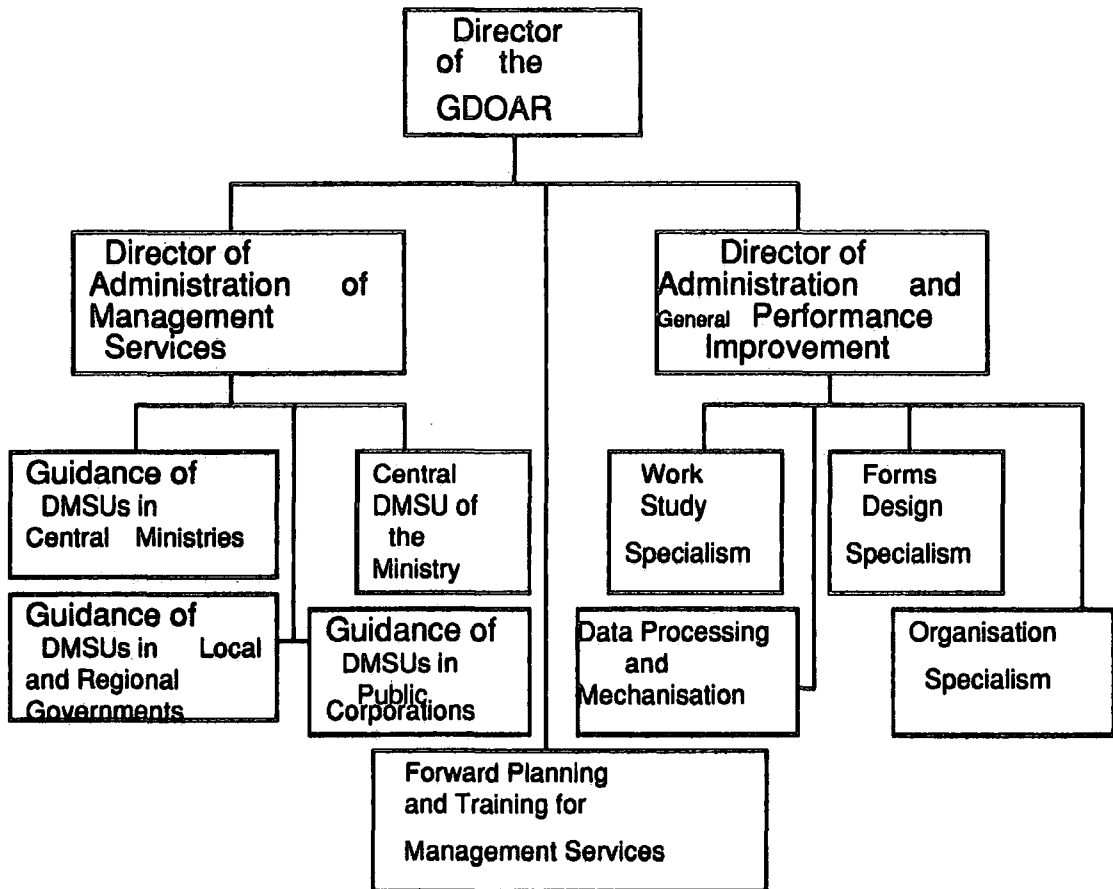 Director
of the
GDOAR
Director of
Administration of
Management
Services
Director of
Administration and
General Performance
Improvement
Guidance of
DMSUs in
Central Ministries
Central
DMSU of
the
Ministry
Work
Study
Specialism
Forms
Design
Specialism
Guidance of
DMSUs in Local
and Regional
Governments
Guidance of
DMSUs in
Public
Corporations
Data Processing
and
Mechanisation
Organisation
Specialism
Forward Planning
and Training for
Management Services